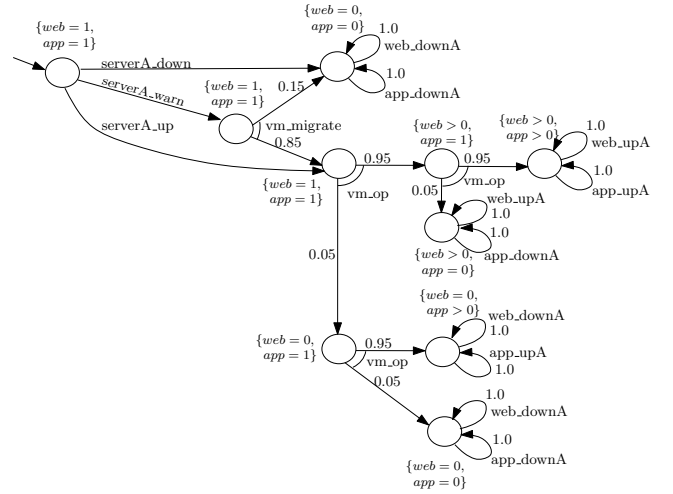 {web = 1,
app = 1}
{web = 0,
app = 0}
1.0
web_downA
1.0
app_downA
serverA_down
serverA_warn
serverA_up
{web = 1,
app = 1}
0.15
vm_migrate
0.85
{web = 1,
app = 1}
0.95
vm_op
{web > 0,
app = 1}
0.95
vm_op
0.05
{web > 0,
app > 0}
1.0
web_upA
1.0
app_upA
web_upA
1.0
1.0
app_downA
{web > 0,
app = 0}
0.05
{web = 0,
app = 1}
0.95
vm_op
0.05
{web = 0,
app > 0}
web_downA
1.0
app_upA
1.0
1.0
web_downA
1.0
app_downA
{web = 0,
app = 0}